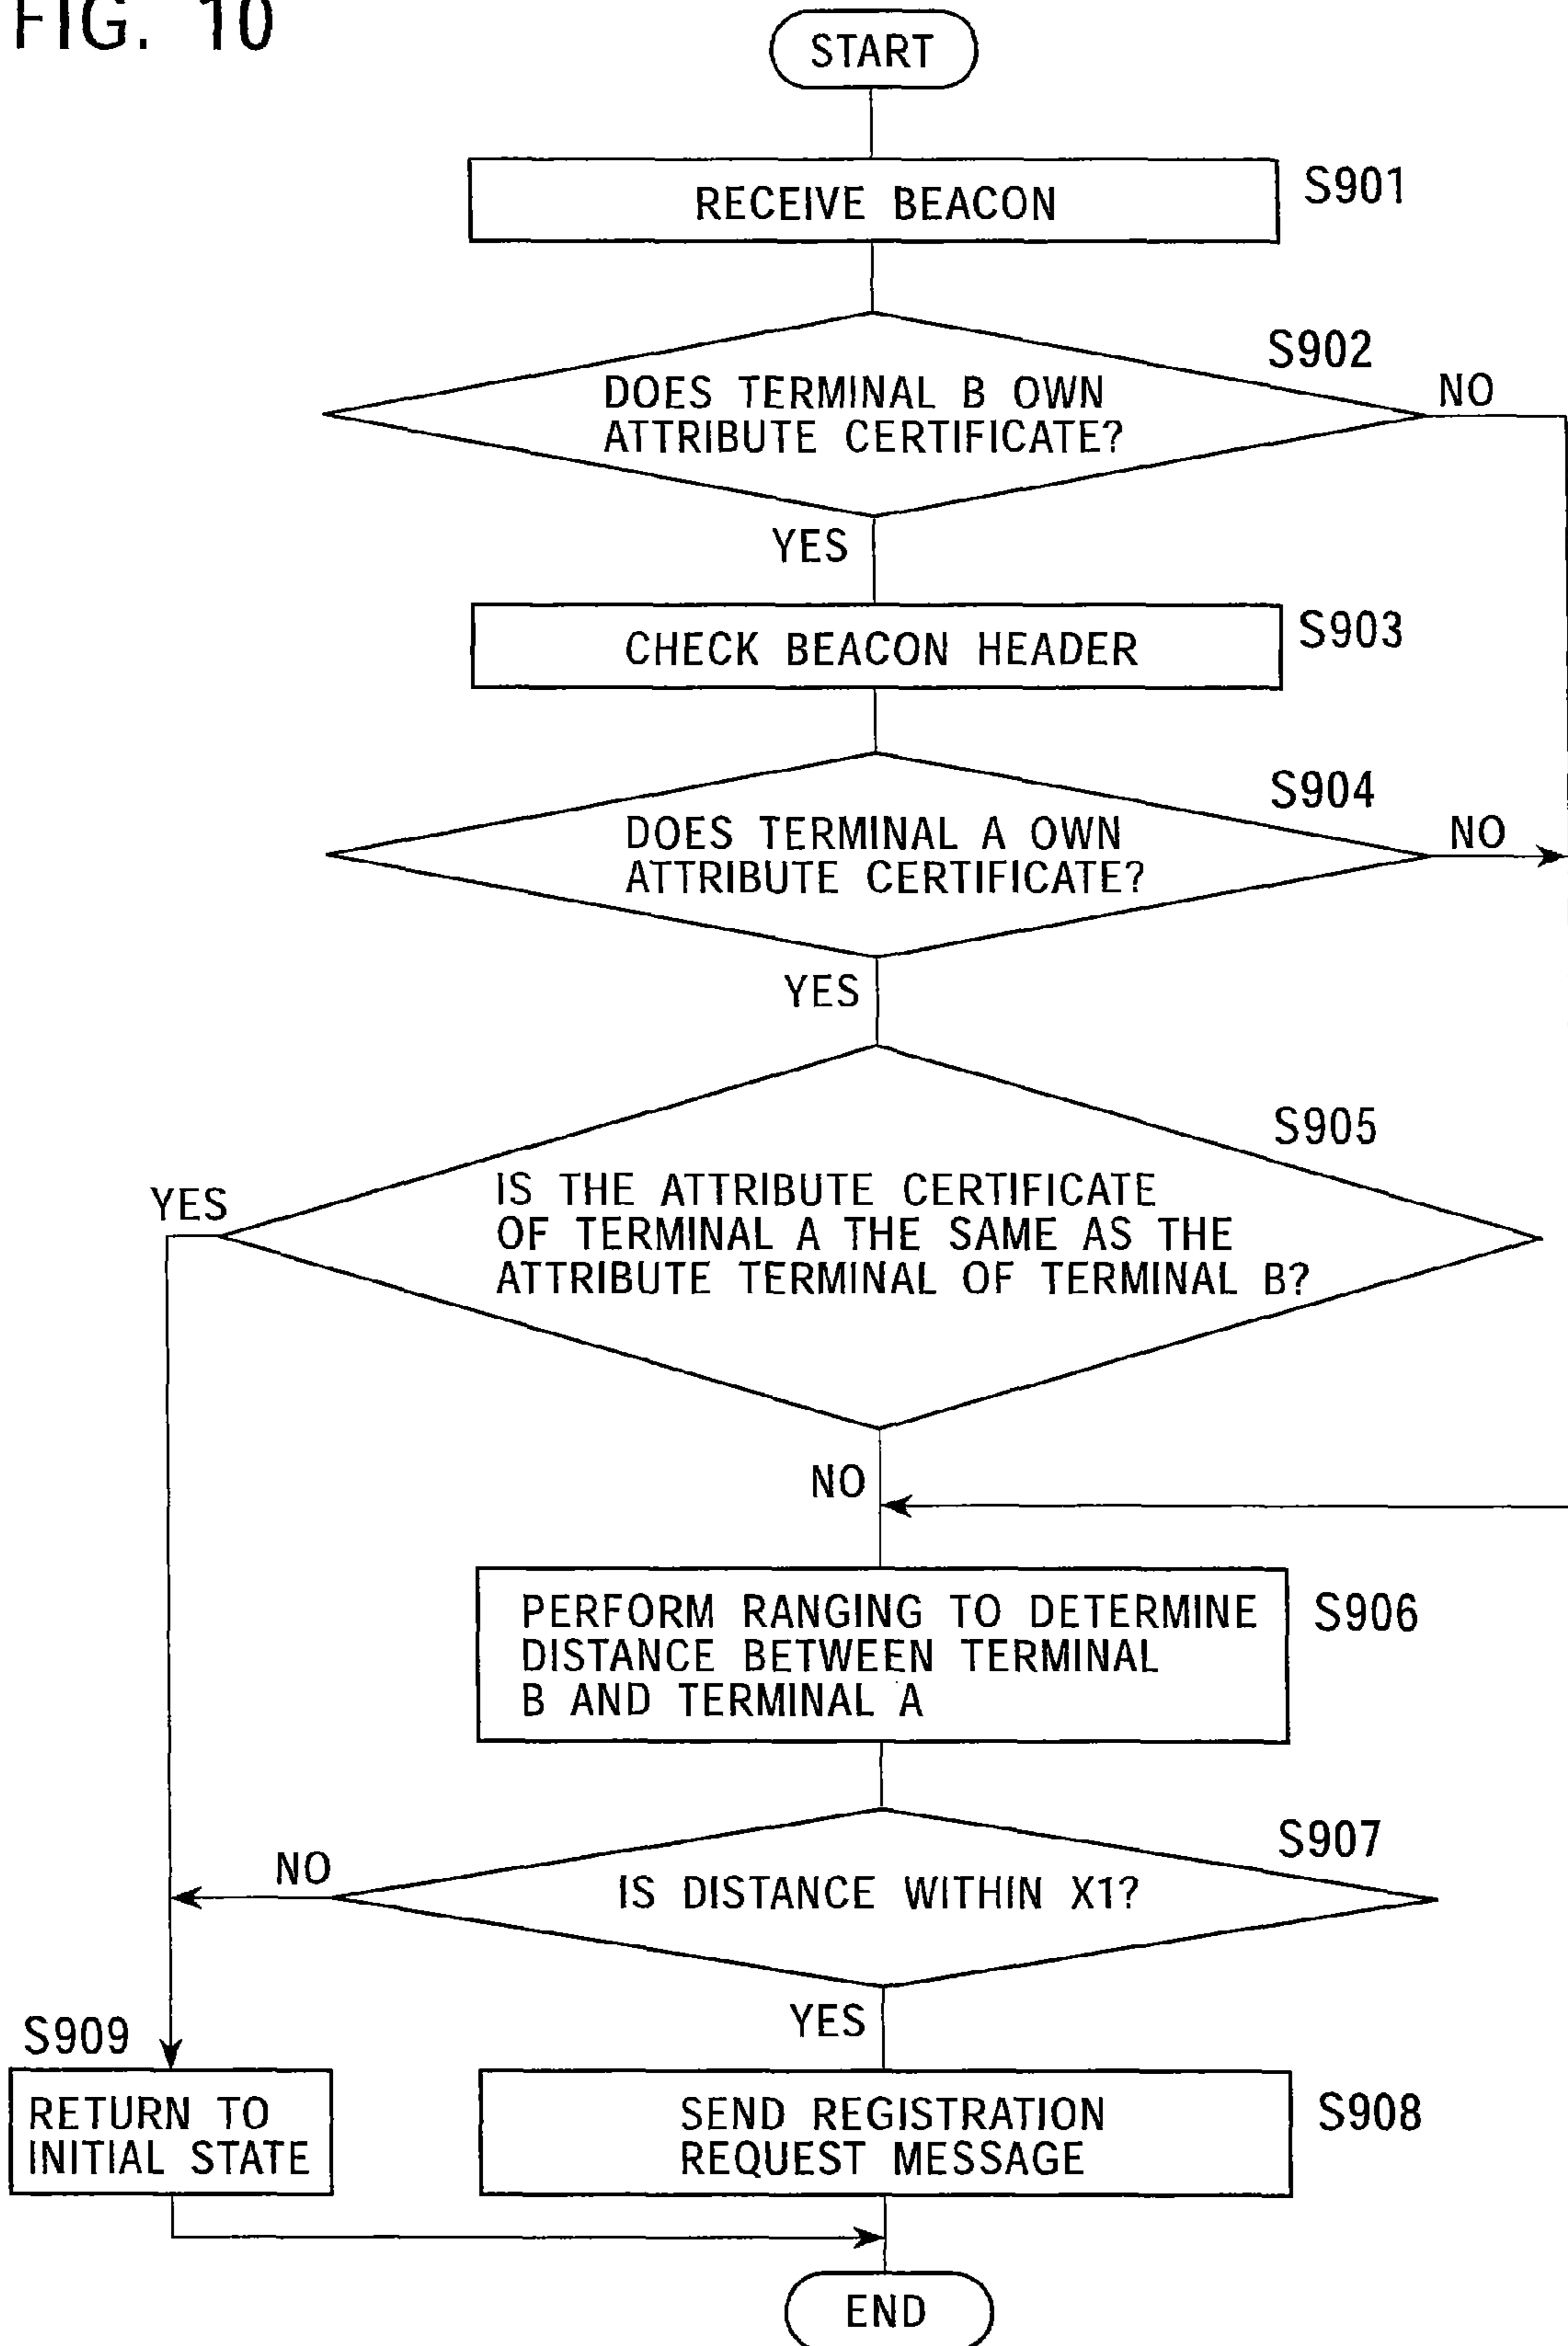 FIG. 10
START
RECEIVE BEACON
S901
S902
DOES TERMINAL B OWN
ATTRIBUTE CERTIFICATE?
NO
YES
CHECK BEACON HEADER
S903
S904
DOES TERMINAL A OWN
ATTRIBUTE CERTIFICATE?
NO
YES
S905
YES
IS THE ATTRIBUTE CERTIFICATE
OF TERMINAL A THE SAME AS THE
ATTRIBUTE TERMINAL OF TERMINAL B?
NO
PERFORM RANGING TO DETERMINE
DISTANCE BETWEEN TERMINAL
B AND TERMINAL A
S906
S907
NO
IS DISTANCE WITHIN X1?
YES
S909
RETURN TO
INITIAL STATE
SEND REGISTRATION
REQUEST MESSAGE
S908
END